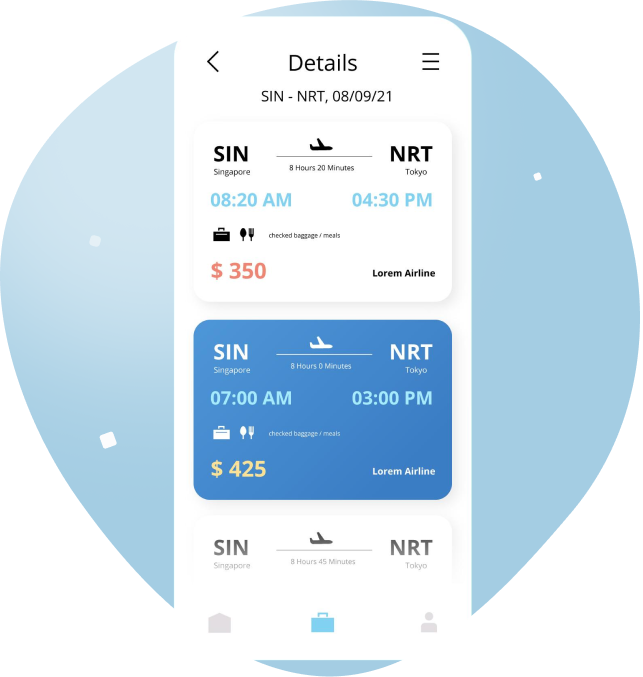 Details
SIN - NRT, 08/09/21
SIN NRT
8 Hours 20 Minutes
Singapore Tokyo
08:20 AM 04:30 PM
checked baggage / meals
$ 350 Lorem Airline
SIN NRT
8 Hours 0 Minutes
Singapore Tokyo
07:00 AM 03:00 PM
checked baggage / meals
$ 425 Lorem Airline
SIN NRT
8 Hours 45 Minutes
Singapore Tokyo